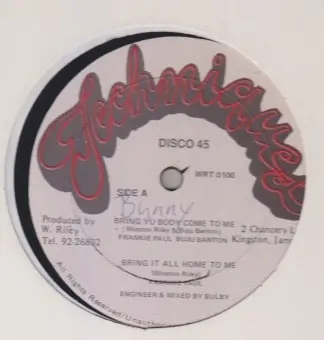 Techniques
DISCO 45
WRT 0100
SIDE A
Bunny
BRING YU BODY COME TO ME
(Winston Riley &Buju Banton)
FRANKIE PAUL BUJU BANTON
Produced by
W. Riley
Tel. 92-26832
2 Chancery L
Kingston, Jam
BRING IT ALL HOME TO ME
(Winston Riley)
FRANKIE PAUL
ENGINEER & MIXED BY BULBY
All Rights Reserved/Unautho